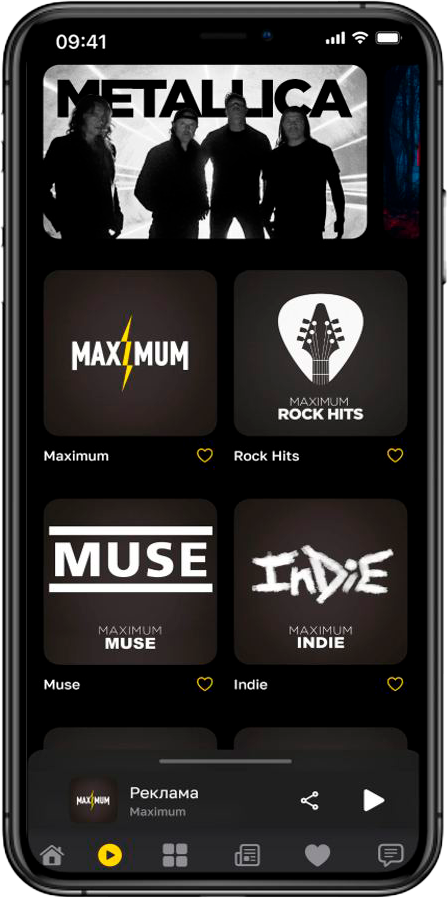 09:41
METALLICA
MAXIMUM
MAXIMUM
ROCK HITS
Maximum
Rock Hits
MUSE
MAXIMUM
MUSE
InDiE
MAXIMUM
INDIE
Muse
Indie
MAXIMUM
Реклама
Maximum